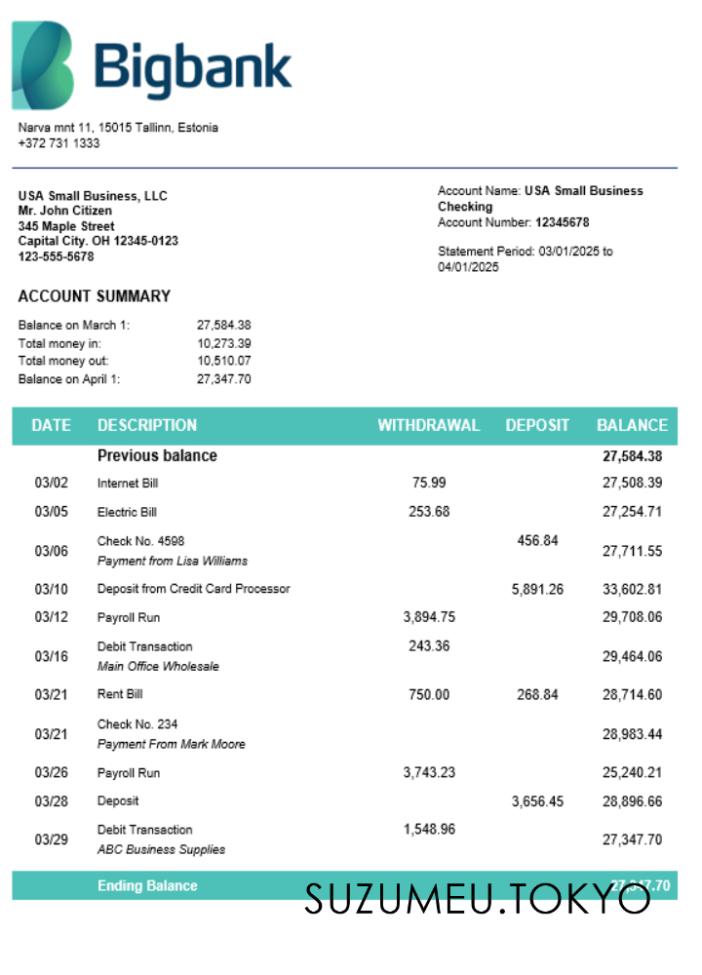 Bigbank
Narva mnt 11, 15015 Tallinn, Estonia
+372 731 1333
USA Small Business, LLC
Mr. John Citizen
345 Maple Street
Capital City. OH 12345-0123
123-555-5678
Account Name: USA Small Business
Checking
Account Number: 12345678
Statement Period: 03/01/2025 to
04/01/2025
ACCOUNT SUMMARY
Balance on March 1: 27,584.38
Total money in: 10,273.39
Total money out: 10,510.07
Balance on April 1: 27,347.70
DATE DESCRIPTION WITHDRAWAL DEPOSIT BALANCE
Previous balance 27,584.38
03/02 Internet Bill 75.99 27,508.39
03/05 Electric Bill 253.68 27,254.71
03/06 Check No. 4598 456.84 27,711.55
Payment from Lisa Williams
03/10 Deposit from Credit Card Processor 5,891.26 33,602.81
03/12 Payroll Run 3,894.75 29,708.06
03/16 Debit Transaction 243.36 29,464.06
Main Office Wholesale
03/21 Rent Bill 750.00 268.84 28,714.60
03/21 Check No. 234 28,983.44
Payment From Mark Moore
03/26 Payroll Run 3,743.23 25,240.21
03/28 Deposit 3,656.45 28,896.66
03/29 Debit Transaction 1,548.96 27,347.70
ABC Business Supplies
Ending Balance 27,347.70
SUZUMEU.TOKYO